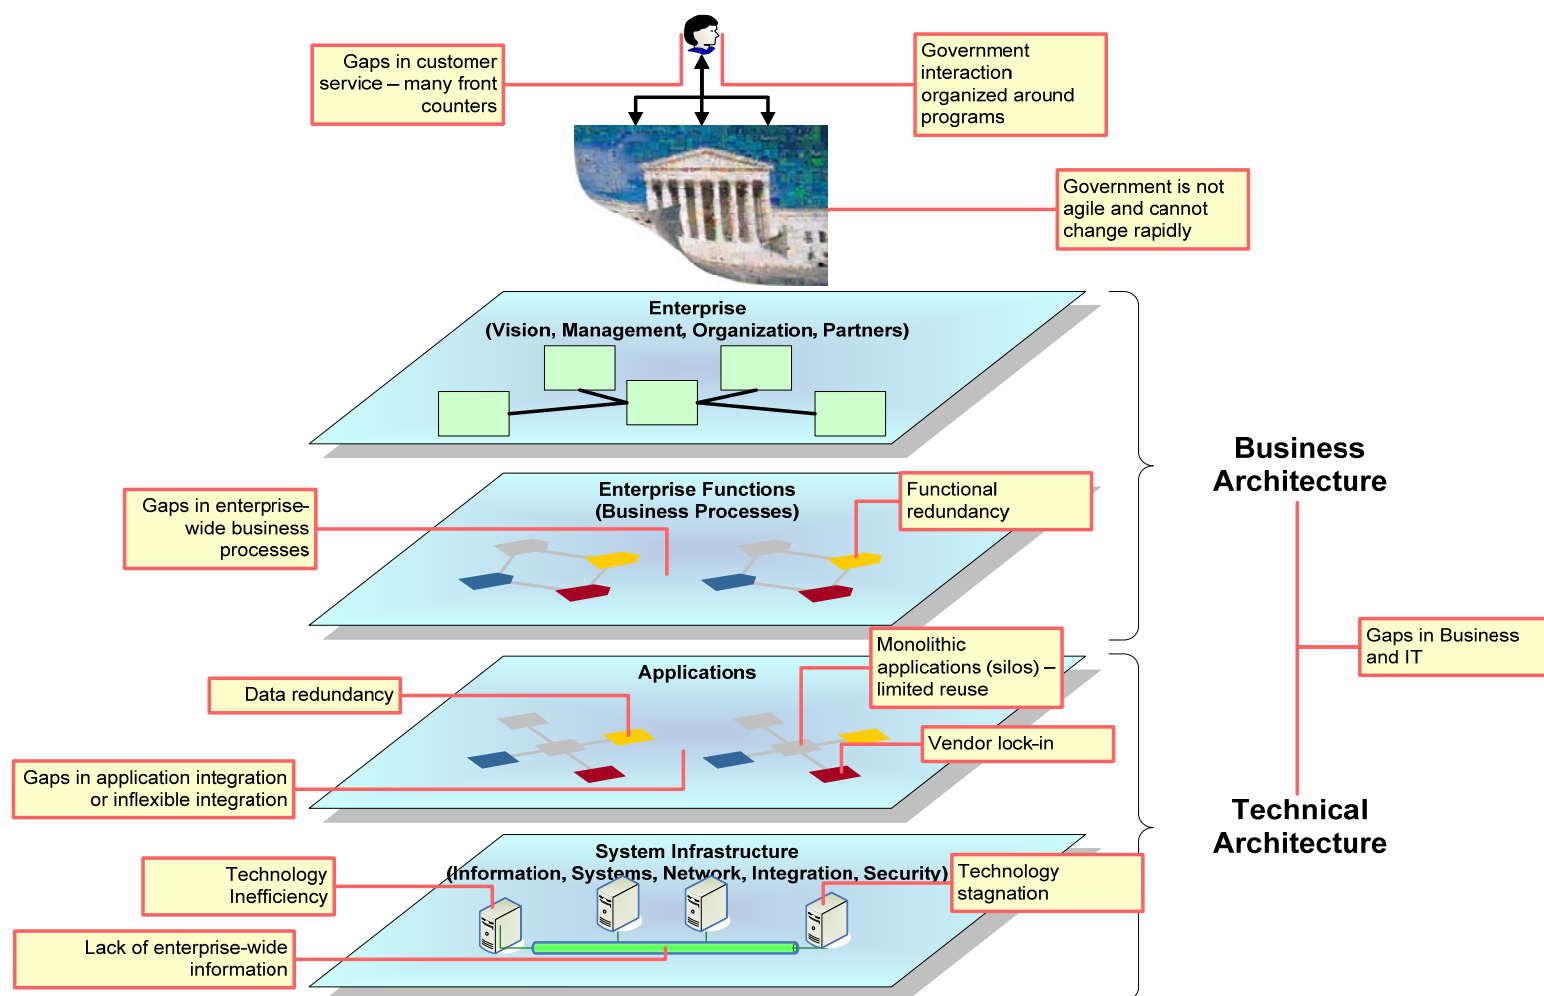 Gaps in customer
service – many front
counters
Government
interaction
organized around
programs
Government is not
agile and cannot
change rapidly
Enterprise
(Vision, Management, Organization, Partners)
Business
Architecture
Gaps in enterprise-
wide business
processes
Enterprise Functions
(Business Processes)
Functional
redundancy
Gaps in Business
and IT
Data redundancy
Applications
Monolithic
applications (silos) –
limited reuse
Vendor lock-in
Gaps in application integration
or inflexible integration
Technical
Architecture
Technology
Inefficiency
System Infrastructure
(Information, Systems, Network, Integration, Security)
Technology
stagnation
Lack of enterprise-wide
information